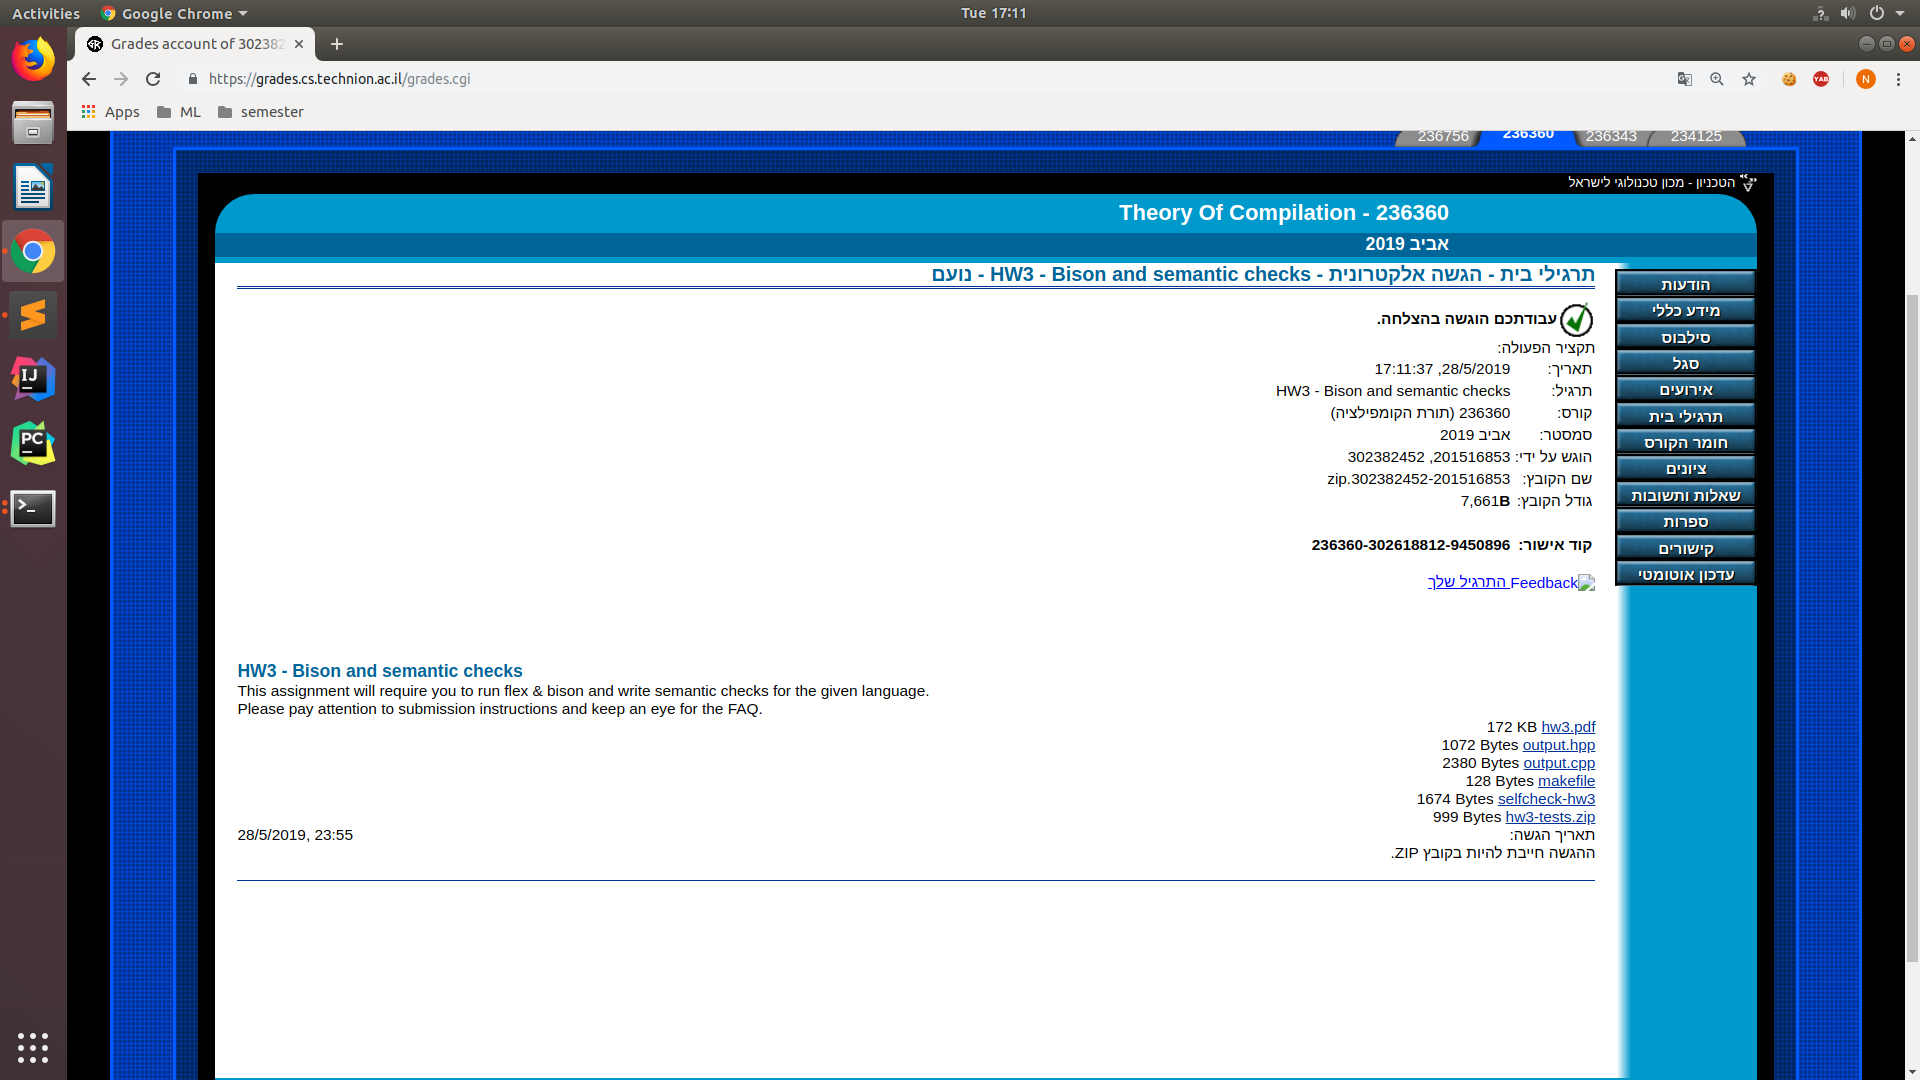 Activities
Google Chrome
Tue 17:11
Grades account of 302382
https://grades.cs.technion.ac.il/grades.cgi
YAB
N
Apps
ML
semester
236756
236360
236343
234125
הטכניון - מכון טכנולוגי לישראל
Theory Of Compilation - 236360
אביב 2019
תרגילי בית - הגשה אלקטרונית - HW3 - Bison and semantic checks - נועם
הודעות
מידע כללי
סילבוס
סגל
אירועים
תרגילי בית
חומר הקורס
ציונים
שאלות ותשובות
ספרות
קישורים
עדכון אוטומטי
עבודתכם הוגשה בהצלחה.
תקציר הפעולה:
תאריך: 28/5/2019, 17:11:37
תרגיל: HW3 - Bison and semantic checks
קורס: 236360 (תורת הקומפילציה)
סמסטר: אביב 2019
הוגש על ידי: 201516853, 302382452
שם הקובץ: 201516853-302382452.zip
גודל הקובץ: 7,661B
קוד אישור: 236360-302618812-9450896
Feedback התרגיל שלך
HW3 - Bison and semantic checks
This assignment will require you to run flex & bison and write semantic checks for the given language.
Please pay attention to submission instructions and keep an eye for the FAQ.
172 KB hw3.pdf
1072 Bytes output.hpp
2380 Bytes output.cpp
128 Bytes makefile
1674 Bytes selfcheck-hw3
999 Bytes hw3-tests.zip
תאריך הגשה: 28/5/2019, 23:55
ההגשה חייבת להיות בקובץ ZIP.
IJ
PC